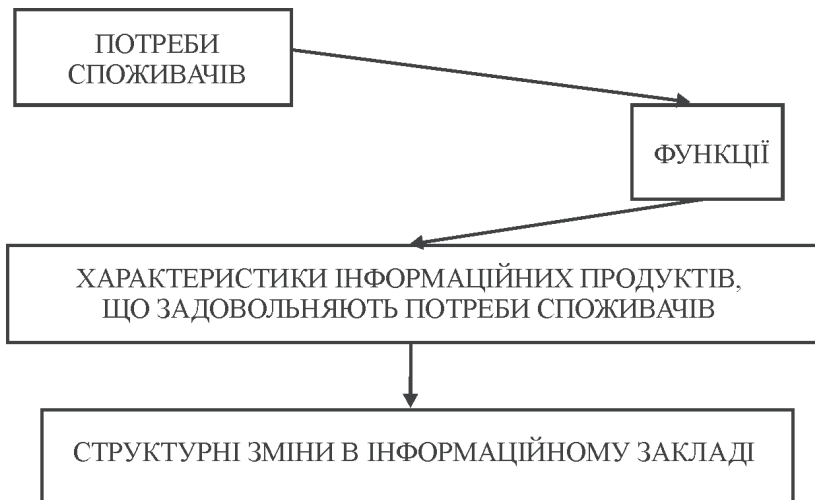 ПОТРЕБИ
СПОЖИВАЧІВ
ФУНКЦІЇ
ХАРАКТЕРИСТИКИ ІНФОРМАЦІЙНИХ ПРОДУКТІВ,
ЩО ЗАДОВОЛЬНЯЮТЬ ПОТРЕБИ СПОЖИВАЧІВ
СТРУКТУРНІ ЗМІНИ В ІНФОРМАЦІЙНОМУ ЗАКЛАДІ